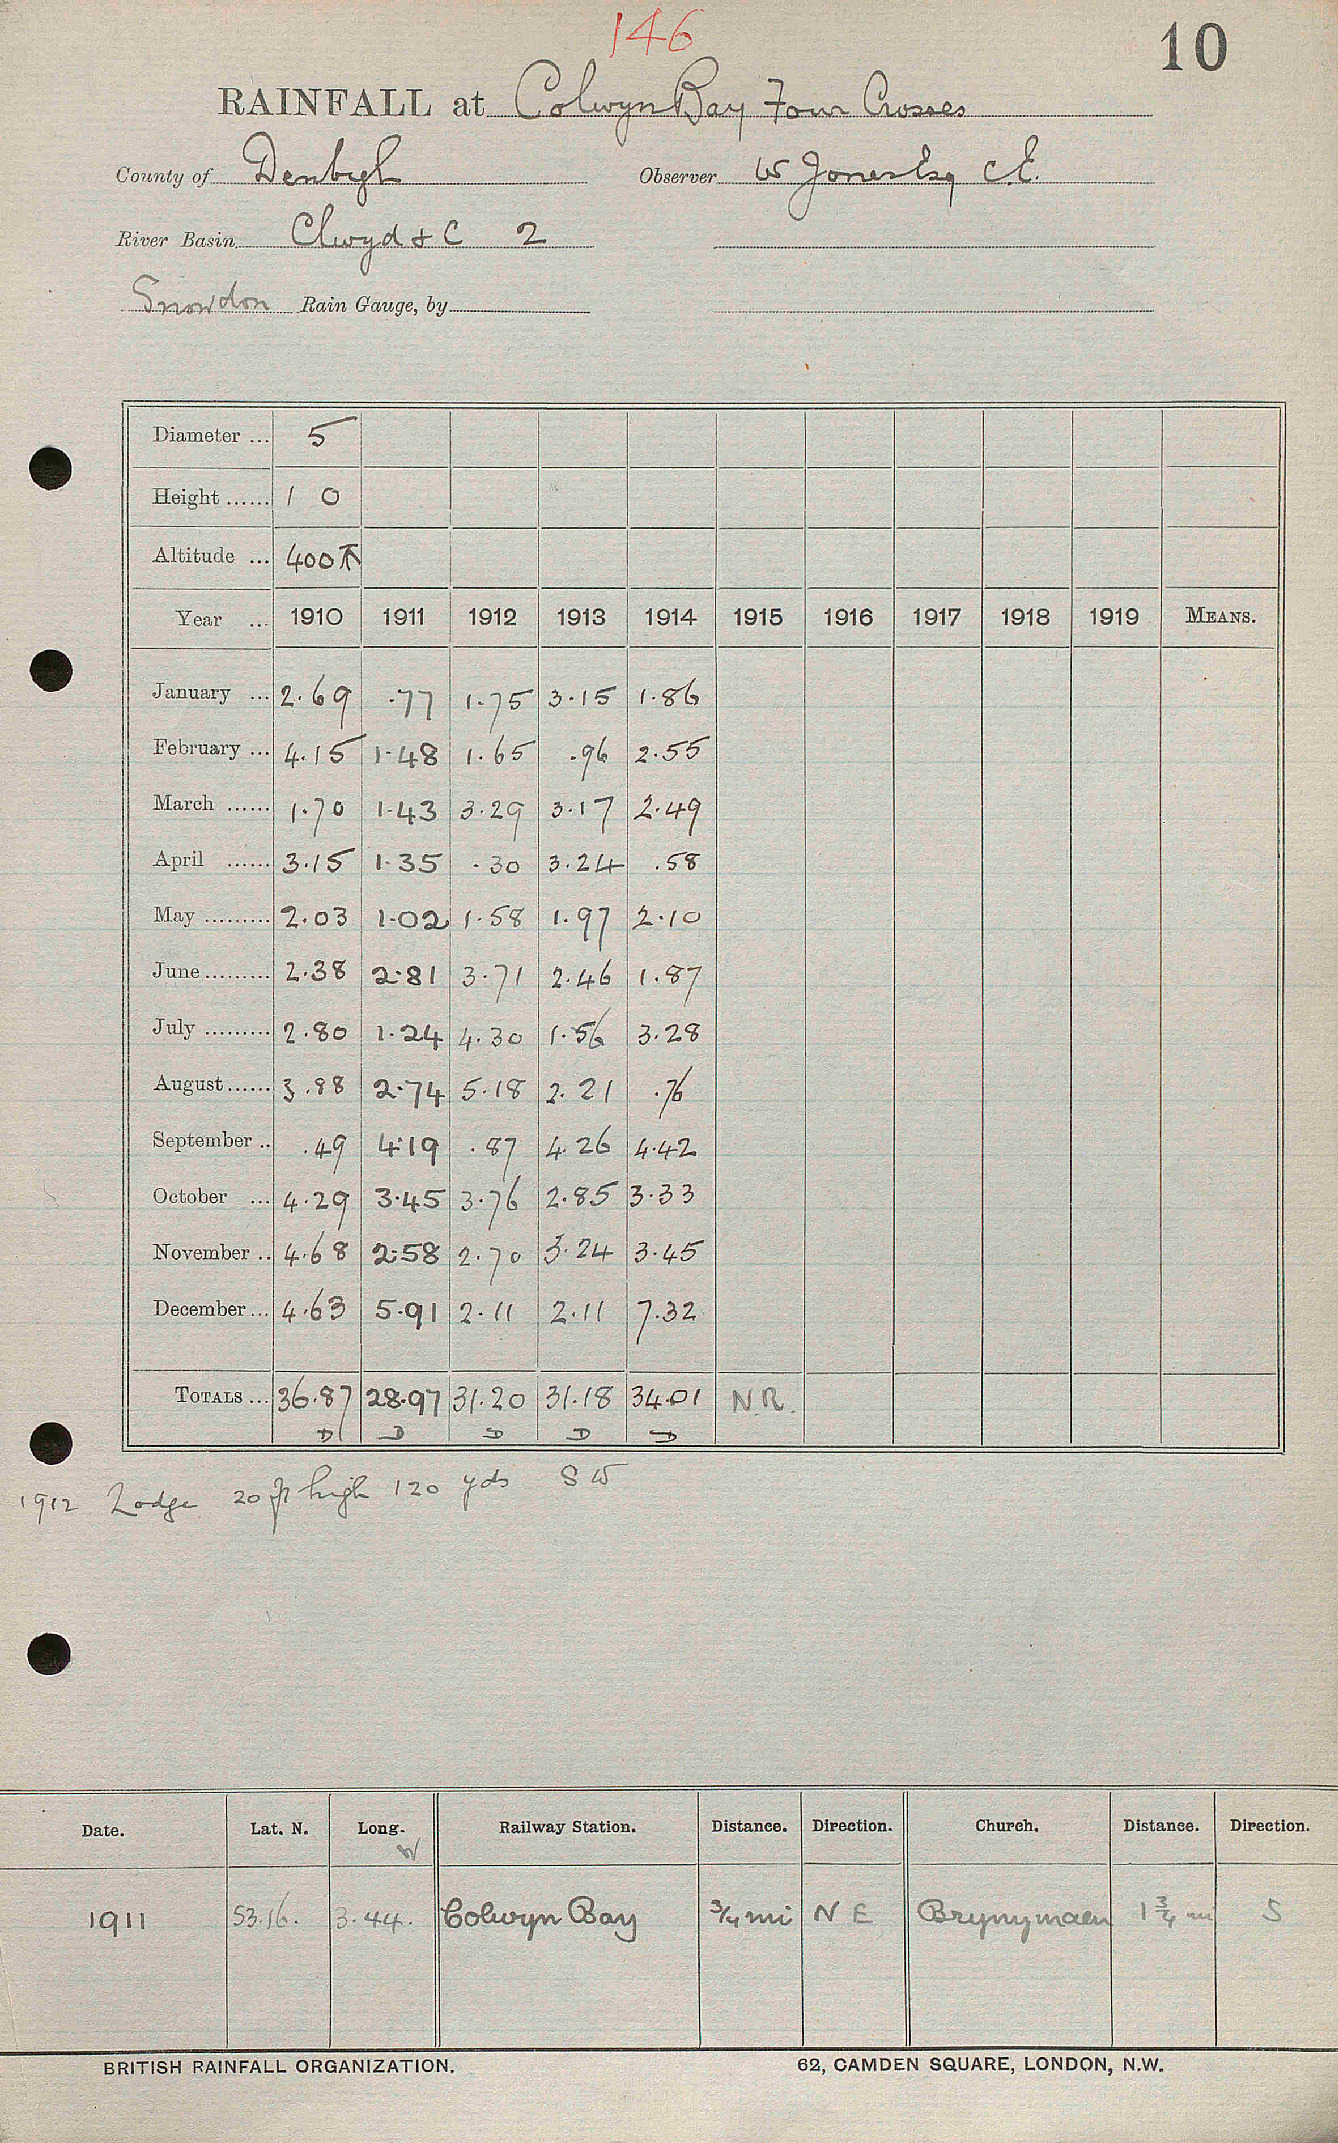 146
10
RAINFALL at Colwyn Bay Four Crosses
County of Denbigh Observer W Jones Esq C.E.
River Basin Clwyd & C 2
Snowdon Rain Gauge, by
Diameter ... 5
Height ...... 1 0
Altitude ... 400
Year ... 1910 1911 1912 1913 1914 1915 1916 1917 1918 1919 MEANS.
January ... 2.69 .77 1.75 3.15 1.86
February ... 4.15 1.48 1.65 .96 2.55
March ...... 1.70 1.43 3.29 3.17 2.49
April ...... 3.15 1.35 .30 3.24 .58
May ......... 2.03 1.02 1.58 1.97 2.10
June ......... 2.38 2.81 3.71 2.46 1.87
July ......... 2.80 1.24 4.30 1.56 3.28
August ...... 3.88 2.74 5.18 2.21 .76
September .. .49 4.19 .87 4.26 4.42
October ... 4.29 3.45 3.76 2.85 3.33
November .. 4.68 2.58 2.70 3.24 3.45
December ... 4.63 5.91 2.11 2.11 7.32
TOTALS ... 36.87 28.97 31.20 31.18 34.01 N.R.
D D D D D
1912 Lodge 20 ft high 120 yds SW
Date. Lat. N. Long. W Railway Station. Distance. Direction. Church. Distance. Direction.
1911 53.16. 3.44. Colwyn Bay 3/4 mi N E Brynymaen 1 3/4 mi S
BRITISH RAINFALL ORGANIZATION. 62, CAMDEN SQUARE, LONDON, N.W.